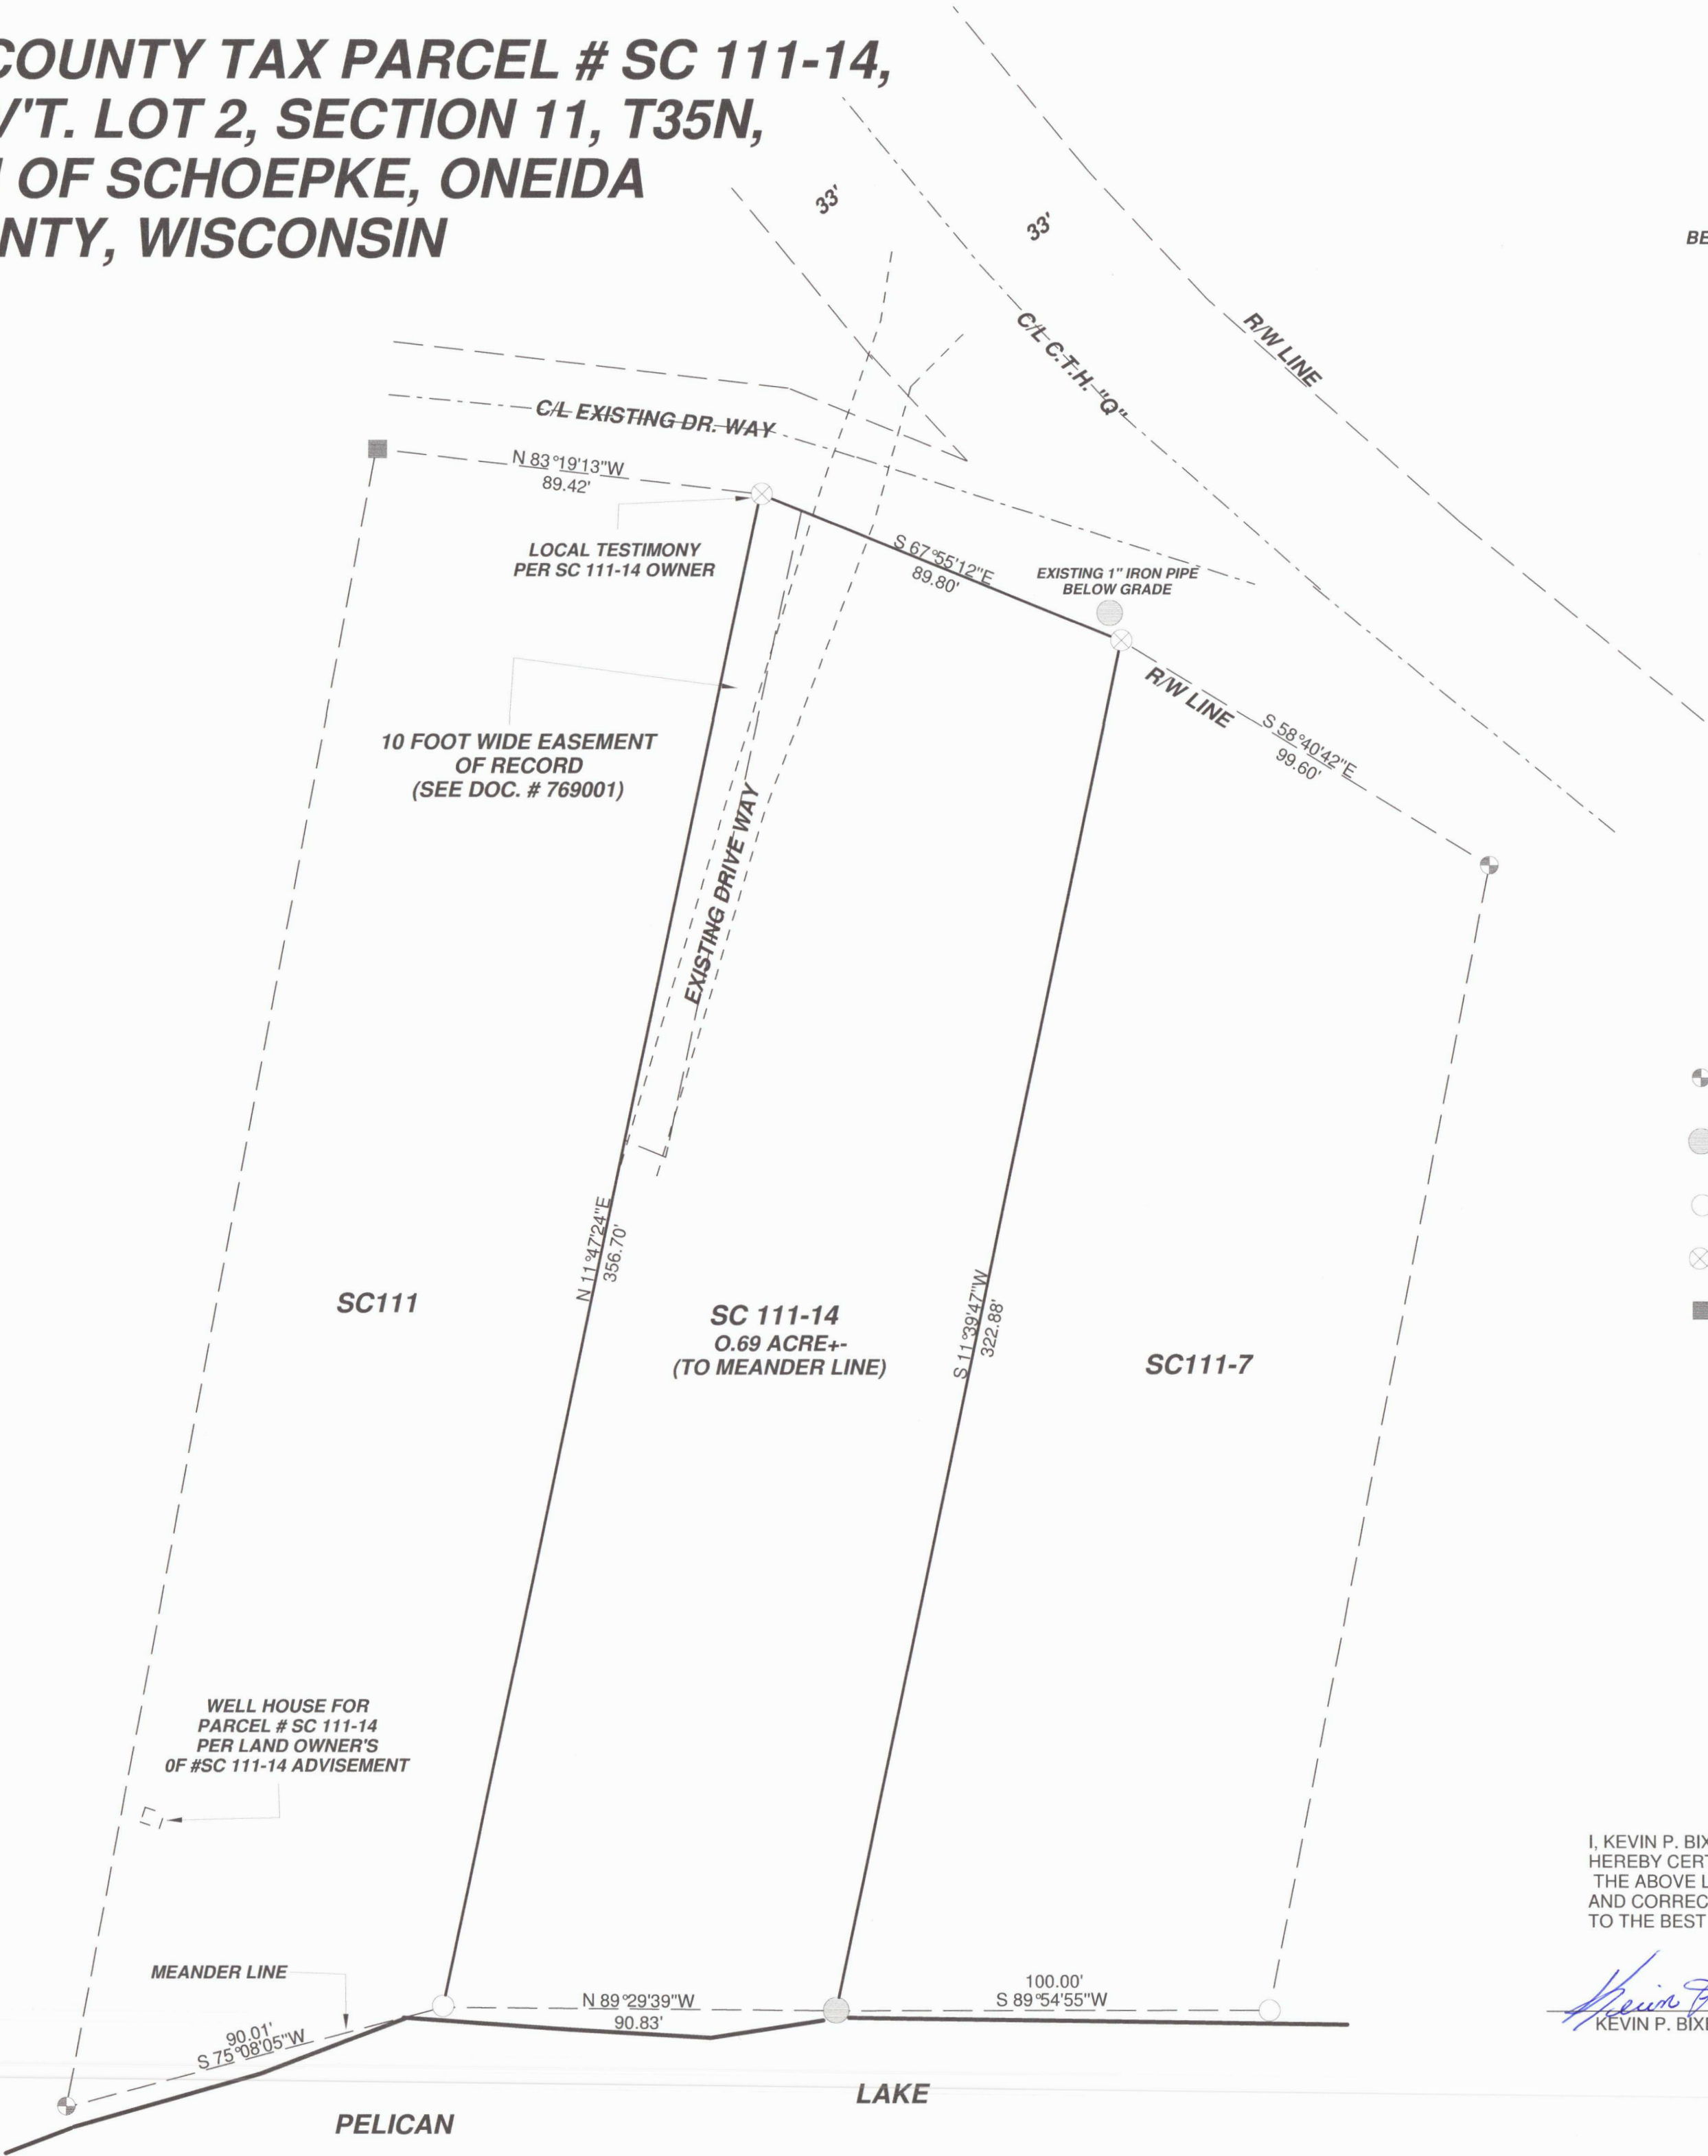 COUNTY TAX PARCEL # SC 111-14,
V'T. LOT 2, SECTION 11, T35N,
OF SCHOEPKE, ONEIDA
NTY, WISCONSIN
33'
33'
BE
R/W LINE
C/L C.T.H. "Q"
C/L EXISTING DR. WAY
N 83°19'13"W
89.42'
LOCAL TESTIMONY
PER SC 111-14 OWNER
S 67°55'12"E
89.80'
EXISTING 1" IRON PIPE
BELOW GRADE
R/W LINE
S 58°40'42"E
99.60'
10 FOOT WIDE EASEMENT
OF RECORD
(SEE DOC. # 769001)
EXISTING DRIVE WAY
N 11°47'24"E
356.70'
SC111
SC 111-14
O.69 ACRE+-
(TO MEANDER LINE)
S 11°39'47"W
322.88'
SC111-7
WELL HOUSE FOR
PARCEL # SC 111-14
PER LAND OWNER'S
0F #SC 111-14 ADVISEMENT
I, KEVIN P. BIX
HEREBY CERT
THE ABOVE L
AND CORREC
TO THE BEST
MEANDER LINE
N 89°29'39"W
90.83'
100.00'
S 89°54'55"W
Kevin P
KEVIN P. BIX
90.01'
S 75°08'05"W
LAKE
PELICAN